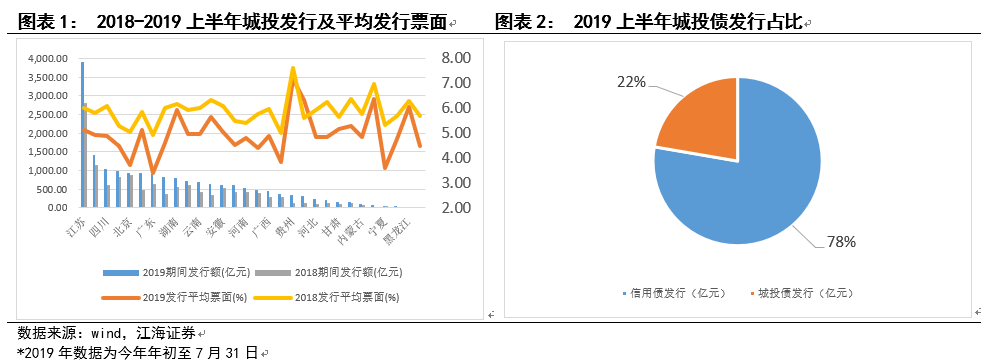 图表 1： 2018-2019 上半年城投发行及平均发行票面
图表 2： 2019 上半年城投债发行占比
4,000.00
3,500.00
3,000.00
2,500.00
2,000.00
1,500.00
1,000.00
500.00
0.00
8.00
7.00
6.00
5.00
4.00
3.00
2.00
江苏
四川
北京
广东
湖南
云南
安徽
河南
广西
贵州
河北
甘肃
内蒙古
宁夏
黑龙江
2019期间发行额(亿元)
2018期间发行额(亿元)
2019发行平均票面(%)
2018发行平均票面(%)
22%
78%
信用债发行（亿元）
城投债发行（亿元）
数据来源：wind，江海证券
*2019 年数据为今年年初至 7 月 31 日